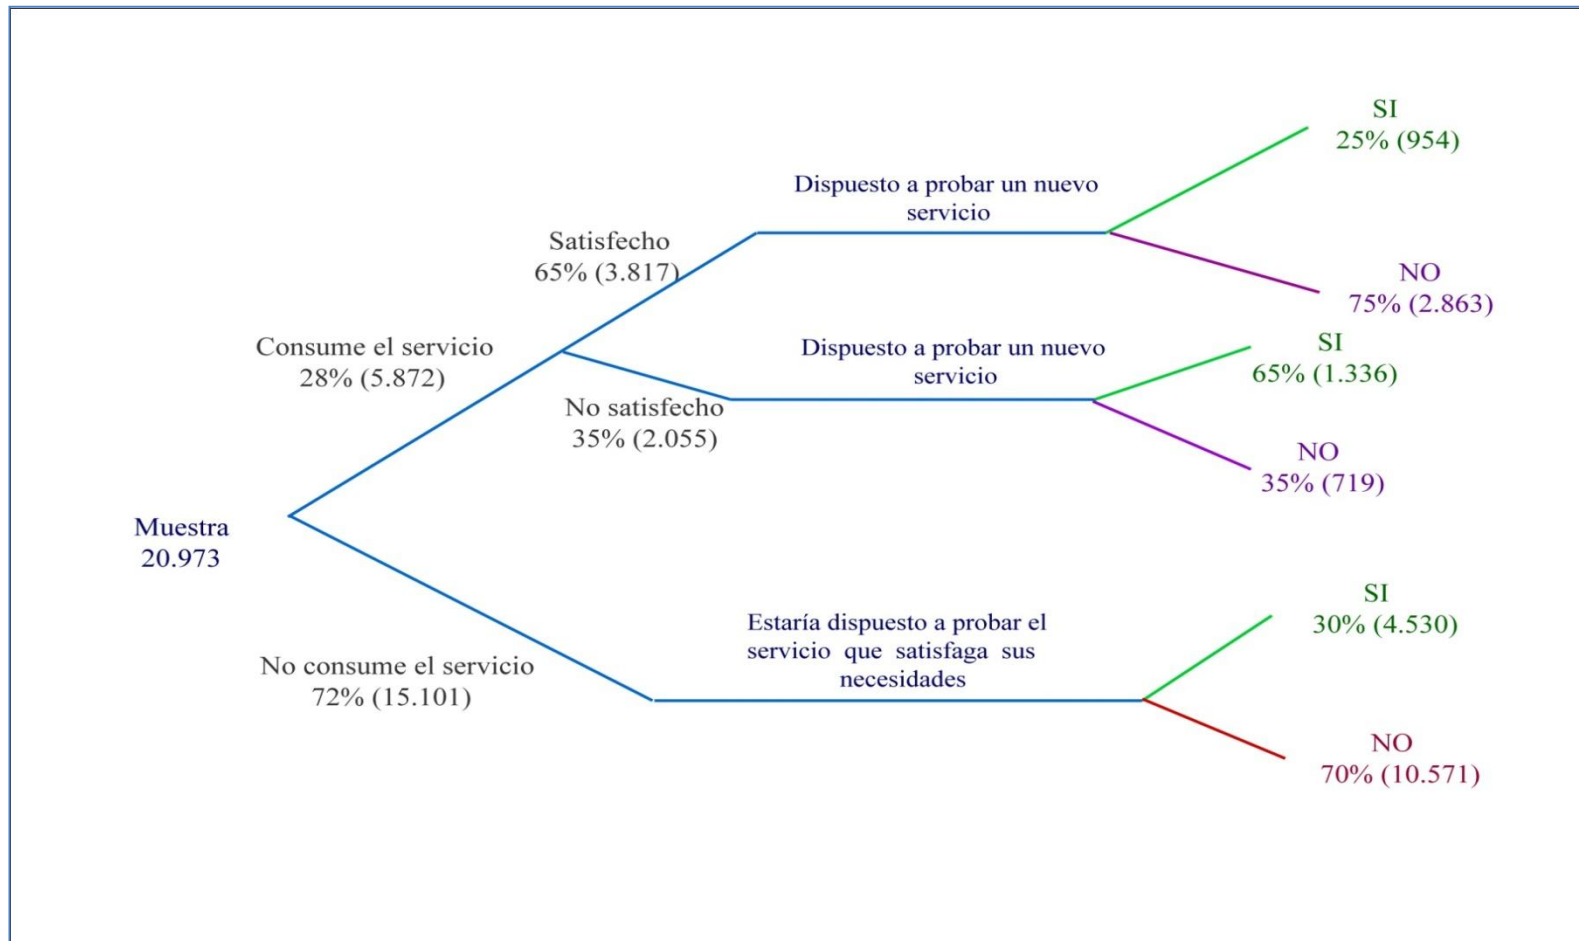 SI
25% (954)
Dispuesto a probar un nuevo
servicio
Satisfecho
65% (3.817)
NO
75% (2.863)
Consume el servicio
28% (5.872)
Dispuesto a probar un nuevo
servicio
SI
65% (1.336)
No satisfecho
35% (2.055)
NO
35% (719)
Muestra
20.973
SI
30% (4.530)
Estaría dispuesto a probar el
servicio que satisfaga sus
necesidades
No consume el servicio
72% (15.101)
NO
70% (10.571)